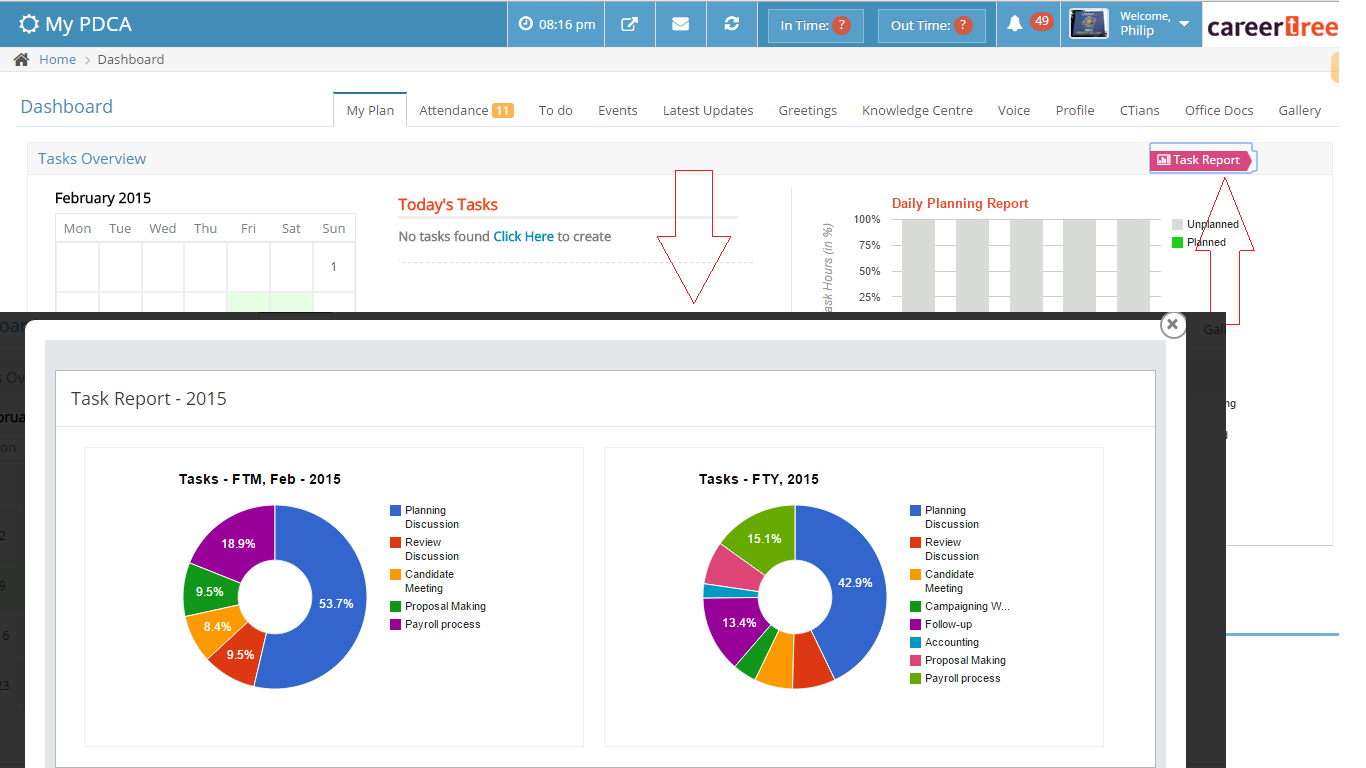 My PDCA
08:16 pm
In Time: ?
Out Time: ?
49
Welcome,
Philip
careertree
Home > Dashboard
Dashboard
My Plan
Attendance 11
To do
Events
Latest Updates
Greetings
Knowledge Centre
Voice
Profile
CTians
Office Docs
Gallery
Tasks Overview
Task Report
February 2015
Mon Tue Wed Thu Fri Sat Sun
1
Today's Tasks
No tasks found Click Here to create
Daily Planning Report
100%
75%
50%
25%
(in %)
Hours
Unplanned
Planned
Task Report - 2015
Tasks - FTM, Feb - 2015
53.7%
9.5%
8.4%
9.5%
18.9%
Planning
Discussion
Review
Discussion
Candidate
Meeting
Proposal Making
Payroll process
Tasks - FTY, 2015
42.9%
13.4%
15.1%
Planning
Discussion
Review
Discussion
Candidate
Meeting
Campaigning W...
Follow-up
Accounting
Proposal Making
Payroll process